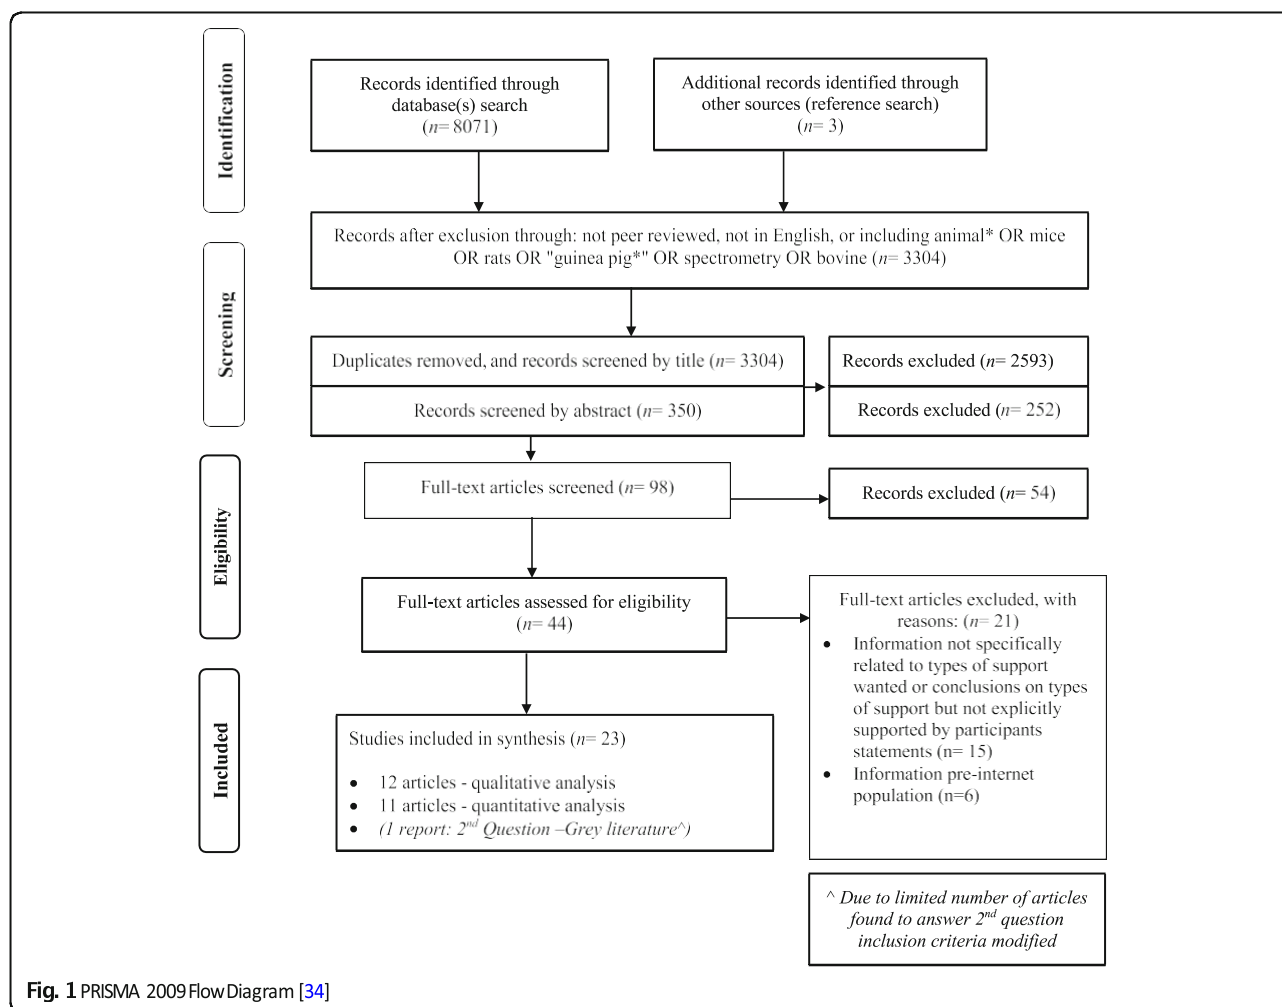 Identification
Records identified through
database(s) search
(n= 8071)
Additional records identified through
other sources (reference search)
(n= 3)
Screening
Records after exclusion through: not peer reviewed, not in English, or including animal* OR mice
OR rats OR "guinea pig*" OR spectrometry OR bovine (n= 3304)
Duplicates removed, and records screened by title (n= 3304)
Records excluded (n= 2593)
Records screened by abstract (n= 350)
Records excluded (n= 252)
Eligibility
Full-text articles screened (n= 98)
Records excluded (n= 54)
Full-text articles assessed for eligibility
(n= 44)
Full-text articles excluded, with
reasons: (n= 21)
• Information not specifically
related to types of support
wanted or conclusions on types
of support but not explicitly
supported by participants
statements (n= 15)
• Information pre-internet
population (n=6)
Included
Studies included in synthesis (n= 23)
• 12 articles - qualitative analysis
• 11 articles - quantitative analysis
• (1 report: 2nd Question –Grey literature^)
^ Due to limited number of articles
found to answer 2nd question
inclusion criteria modified
Fig. 1 PRISMA 2009 Flow Diagram [34]